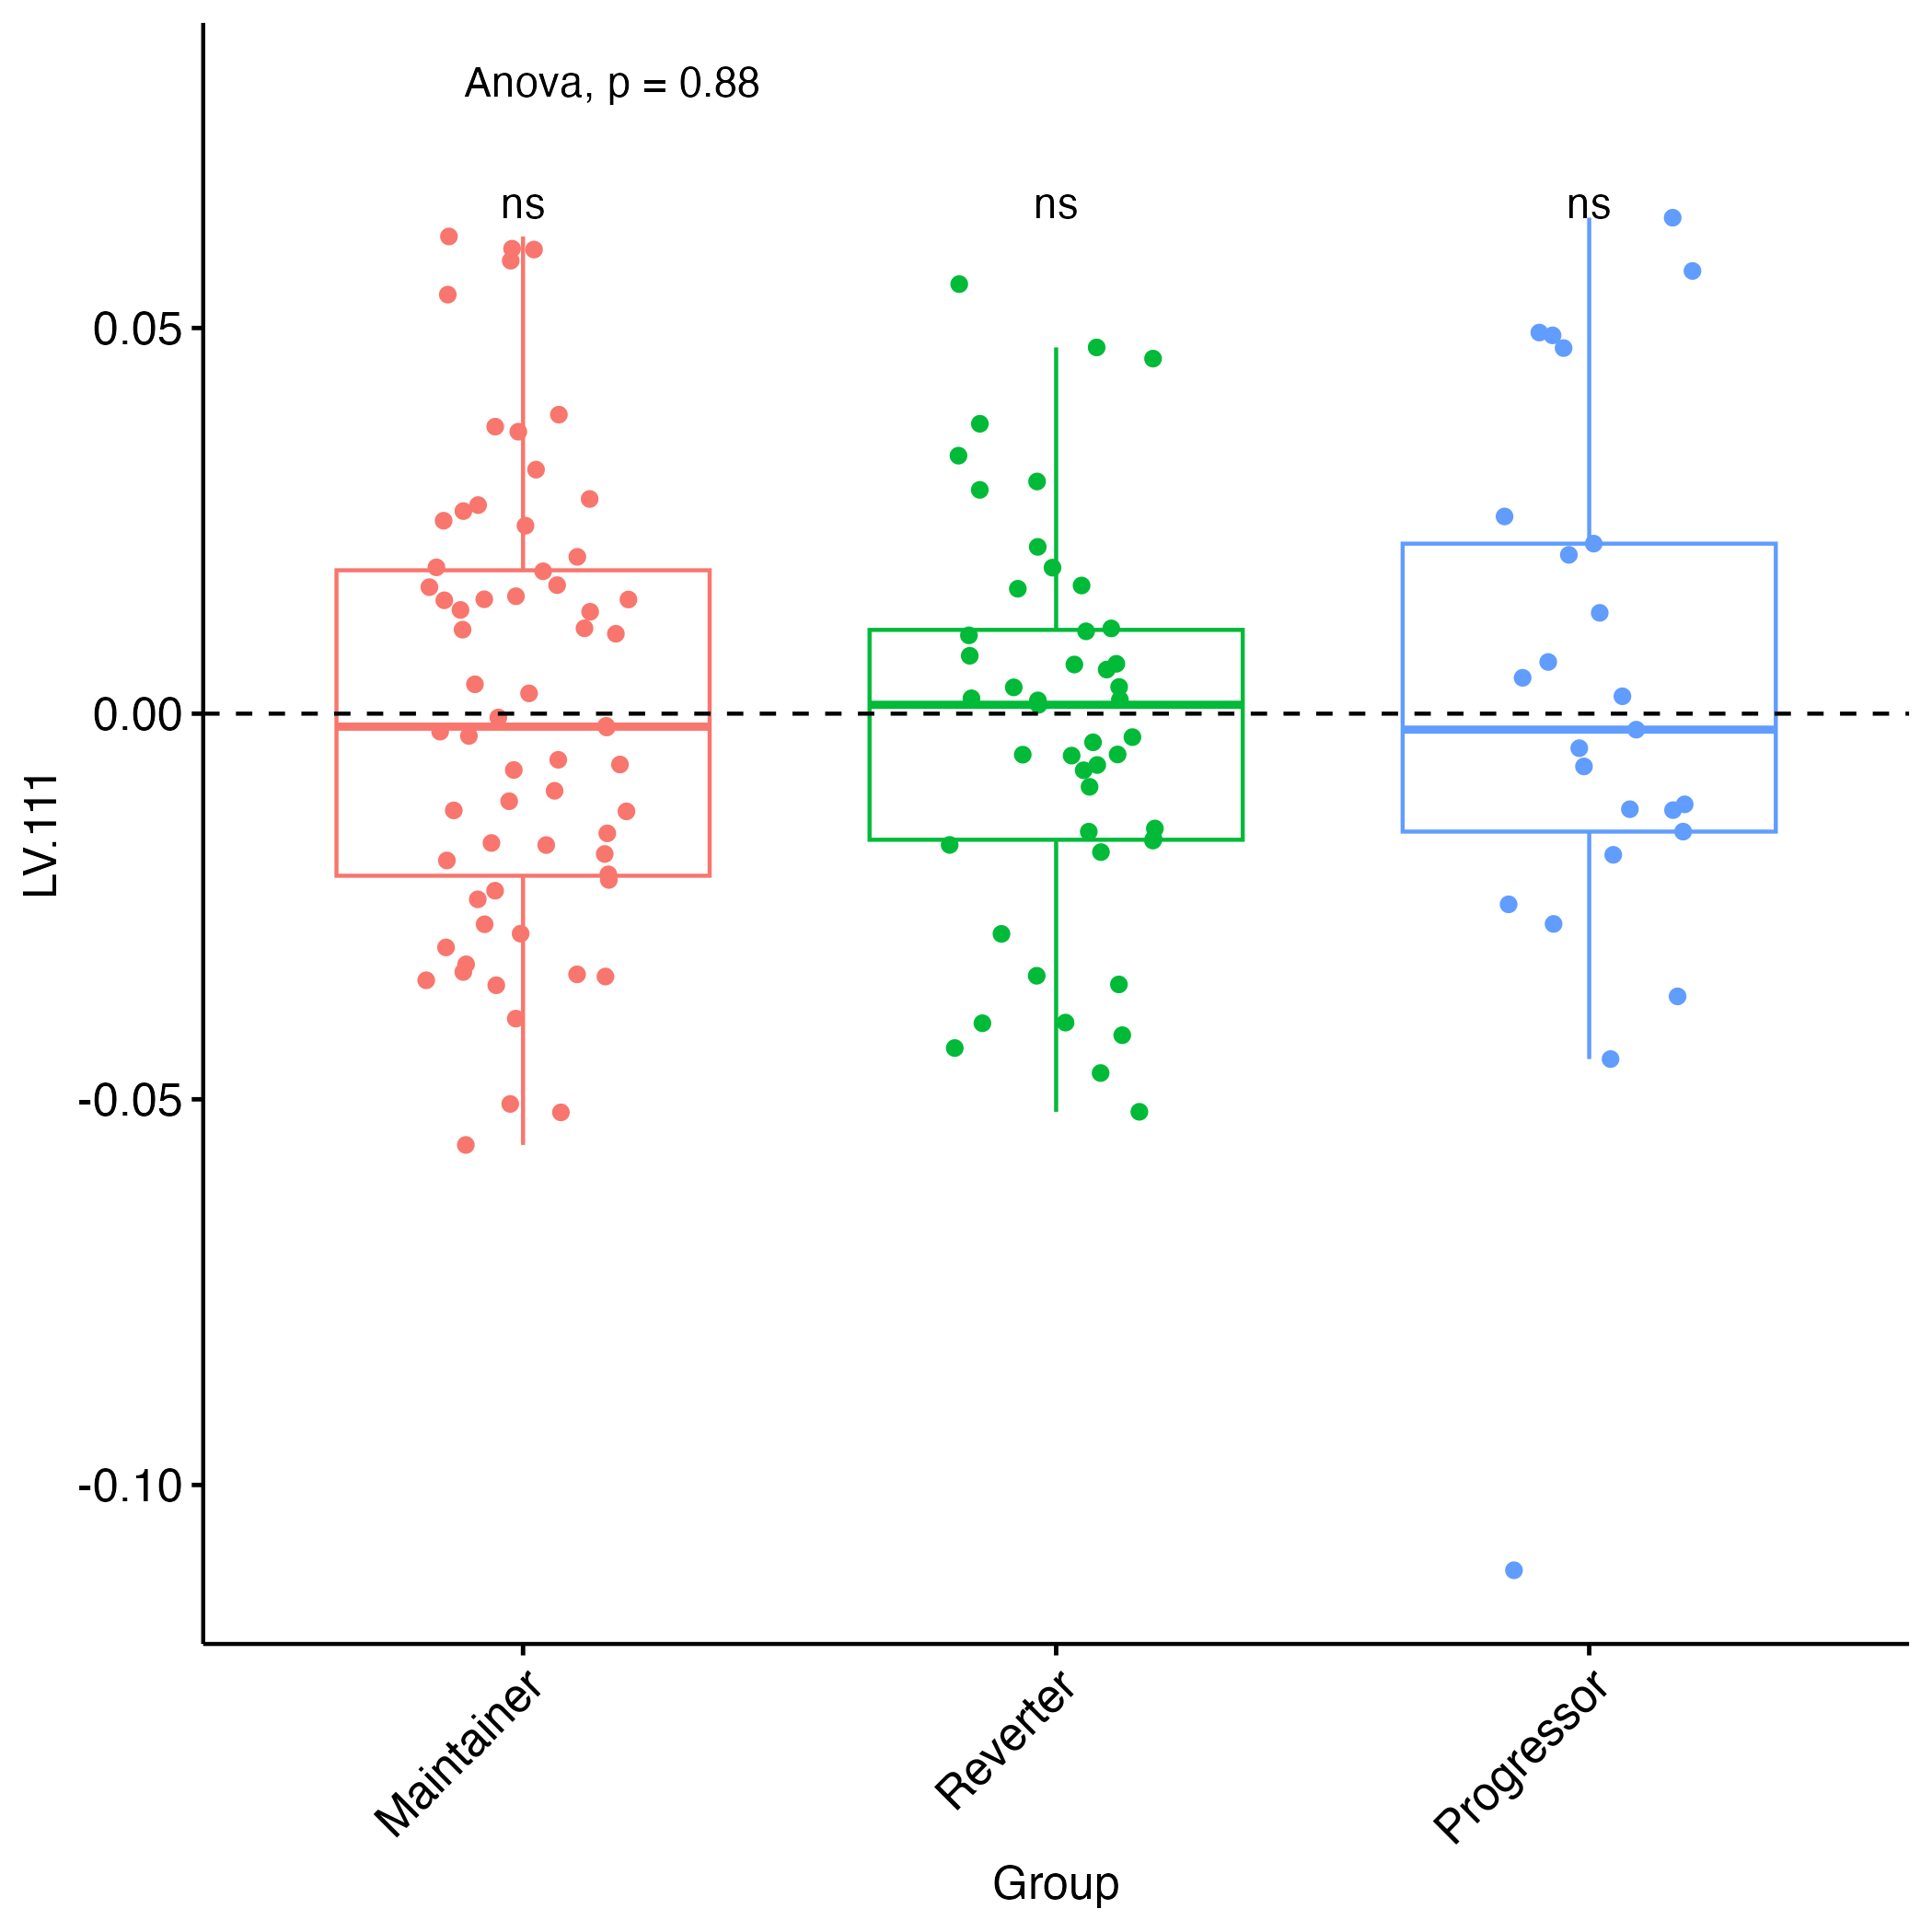 Anova, p = 0.88
ns ns ns
0.05
0.00
-0.05
-0.10
LV.111
Maintainer Reverter Progressor
Group